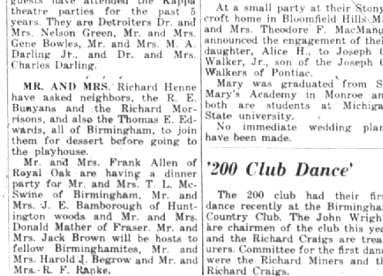 guests have attended the Kappa
theatre parties for the past 5
years. They are Detroiters Dr. and
Mrs. Nelson Green, Mr. and Mrs.
Gene Bowles, Mr. and Mrs. M. A.
Darling Jr., and Dr. and Mrs.
Charles Darling.
MR. AND MRS. Richard Henne
have asked neighbors, the R. E.
Bunyans and the Richard Mor-
risons, and also the Thomas E. Ed-
wards, all of Birmingham, to join
them for dessert before going to
the playhouse.
Mr. and Mrs. Frank Allen of
Royal Oak are having a dinner
party for Mr. and Mrs. T. L. Mc-
Swine of Birmingham, Mr. and
Mrs. J. E. Bamborough of Hunt-
ington woods and Mr. and Mrs.
Donald Mather of Fraser. Mr. and
Mrs. Jack Brown will be hosts to
fellow Birmighamites, Mr. and
Mrs. Harold J. Begrow and Mr. and
Mrs. R. F. Ranke.
At a small party at their Stony
croft home in Bloomfield Hills Mr.
and Mrs. Theodore F. MacManu
announced the engagement of thei
daughter, Alice H., to Joseph
Walker, Jr., son of the Joseph
Walkers of Pontiac.
Mary was graduated from S
Mary's Academy in Monroe an
both are students at Michiga
State university.
No immediate wedding plan
have been made.
'200 Club Dance'
The 200 club had their firs
dance recently at the Birmingha
Country Club. The John Wrigh
are chairmen of the club this yea
and the Richard Craigs are trea
urers. Committee for the first danc
were the Richard Miners and
Richard Craigs.